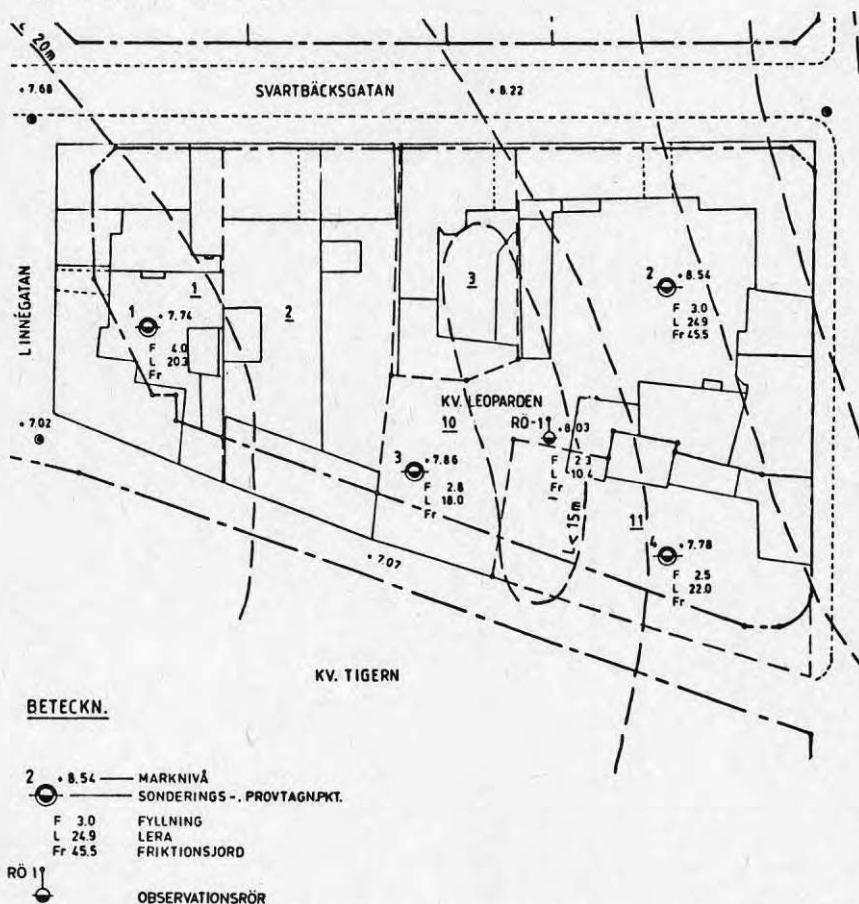 L 20m
+7.68
SVARTBÄCKSGATAN
+8.22
LINNÉGATAN
1
2
3
2
+8.54
F 3.0
L 24.9
Fr 45.5
1
+7.74
F 4.0
L 20.3
Fr
KV. LEOPARDEN
10
RÖ-1
+8.03
F 2.3
L 10.4
Fr
+7.02
3
+7.86
F 2.8
L 18.0
Fr
L < 15m
11
4
+7.78
F 2.5
L 22.0
Fr
+7.07
KV. TIGERN
BETECKN.
2 +8.54 MARKNIVÅ
SONDERINGS-, PROVTAGN.PKT.
F 3.0 FYLLNING
L 24.9 LERA
Fr 45.5 FRIKTIONSJORD
RÖ 1
OBSERVATIONSRÖR